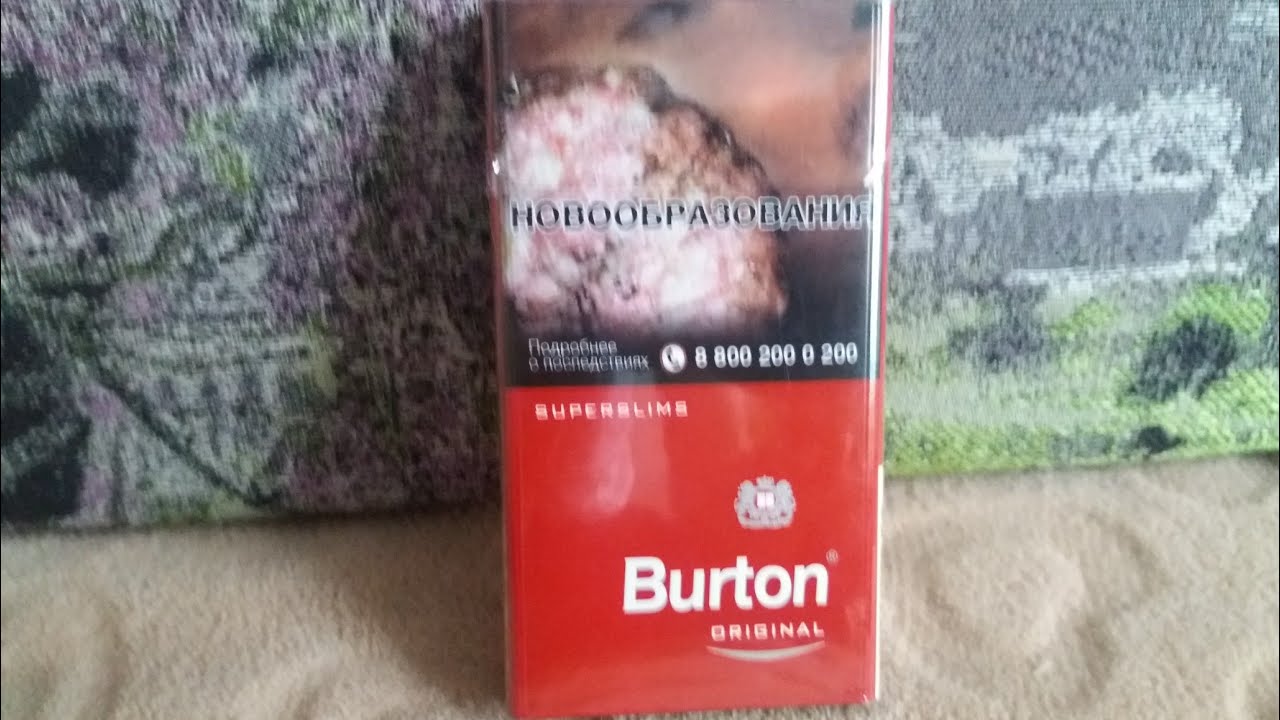 НОВООБРАЗОВАНИЯ
Подробнее
о последствиях
8 800 200 0 200
SUPERSLIMS
Burton®
ORIGINAL